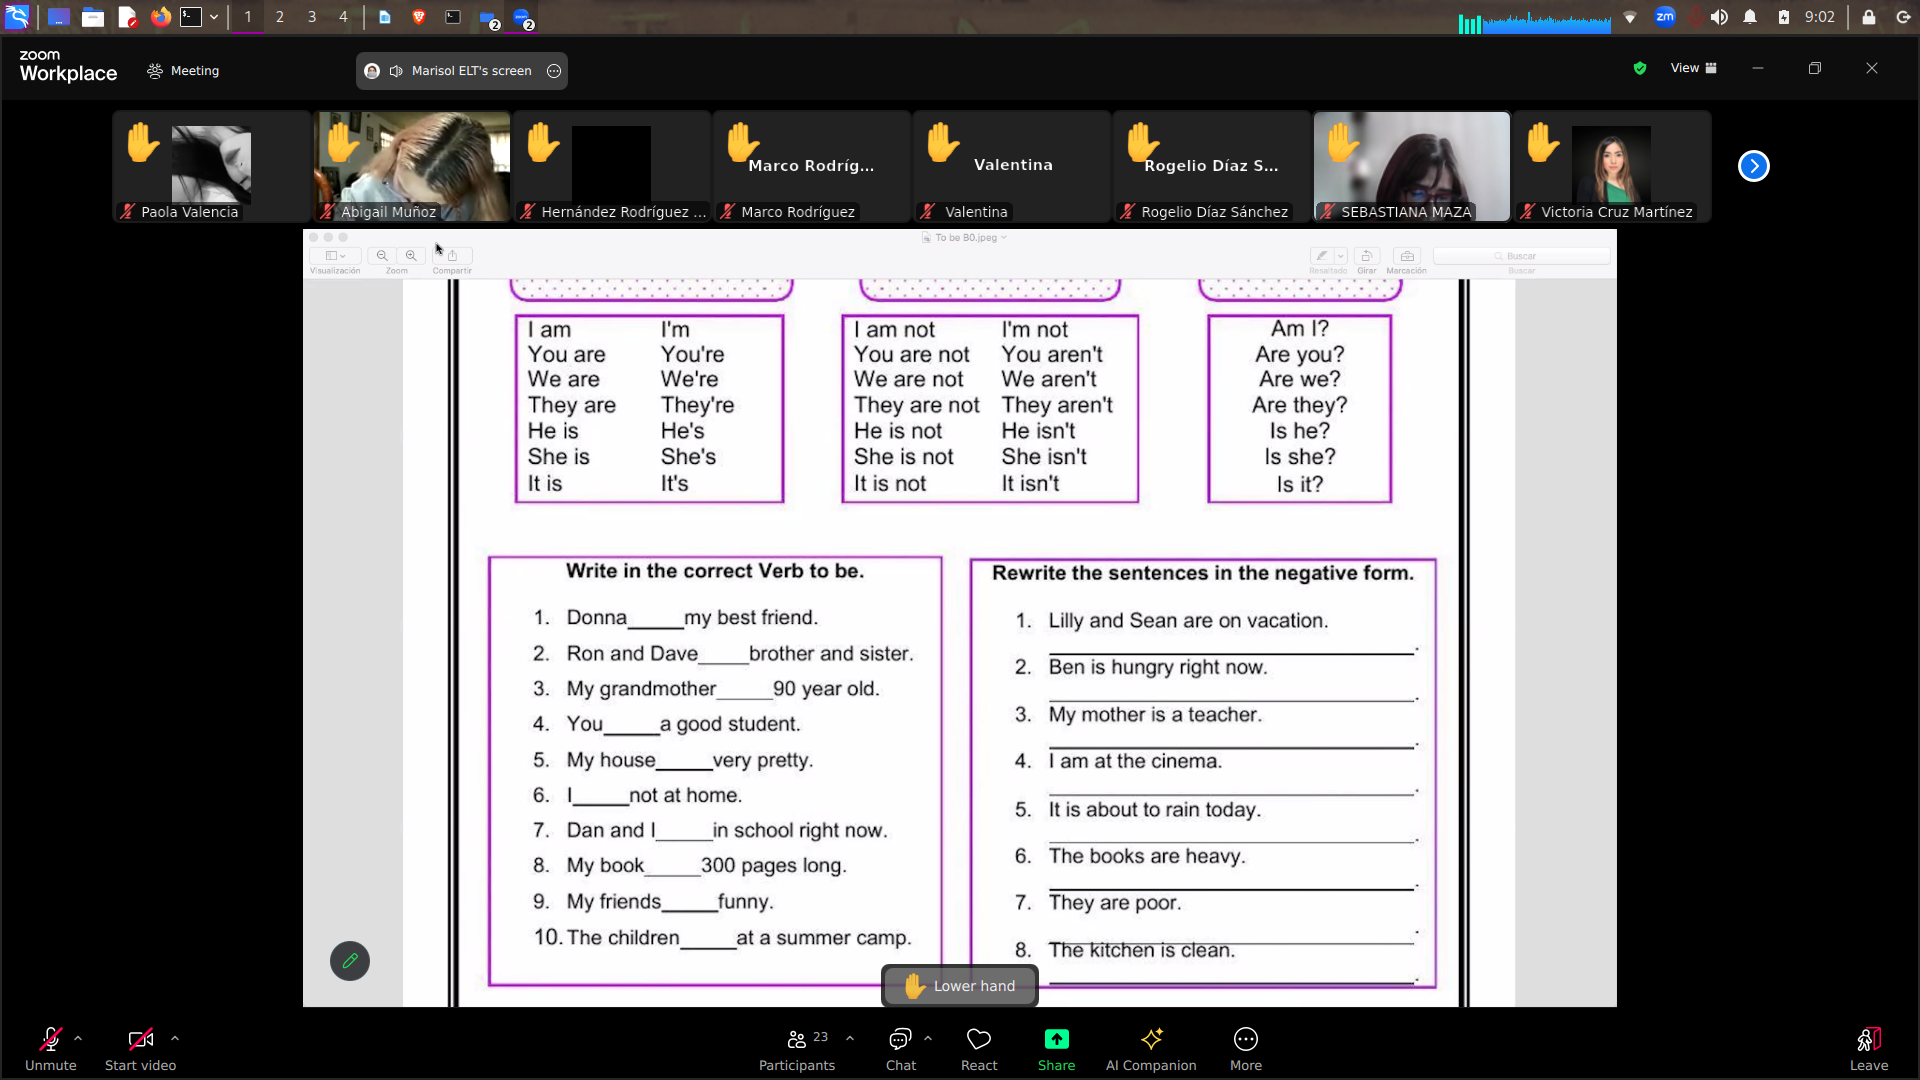 1 2 3 4
2
2
zm
9:02
zoom
Workplace
Meeting
Marisol ELT's screen
View
Marco Rodríg...
Valentina
Rogelio Díaz S...
Paola Valencia
Abigail Muñoz
Hernández Rodríguez ...
Marco Rodríguez
Valentina
Rogelio Díaz Sánchez
SEBASTIANA MAZA
Victoria Cruz Martínez
To be B0.jpeg
Visualización
Zoom
Compartir
Resaltado
Girar
Marcación
Buscar
Buscar
I am I'm
You are You're
We are We're
They are They're
He is He's
She is She's
It is It's
I am not I'm not
You are not You aren't
We are not We aren't
They are not They aren't
He is not He isn't
She is not She isn't
It is not It isn't
Am I?
Are you?
Are we?
Are they?
Is he?
Is she?
Is it?
Write in the correct Verb to be.
1. Donna_____my best friend.
2. Ron and Dave_____brother and sister.
3. My grandmother_____90 year old.
4. You_____a good student.
5. My house_____very pretty.
6. I_____not at home.
7. Dan and I_____in school right now.
8. My book_____300 pages long.
9. My friends_____funny.
10. The children_____at a summer camp.
Rewrite the sentences in the negative form.
1. Lilly and Sean are on vacation.
_____.
2. Ben is hungry right now.
_____.
3. My mother is a teacher.
_____.
4. I am at the cinema.
_____.
5. It is about to rain today.
_____.
6. The books are heavy.
_____.
7. They are poor.
_____.
8. The kitchen is clean.
_____.
Lower hand
Unmute
Start video
23
Participants
Chat
React
Share
AI Companion
More
Leave